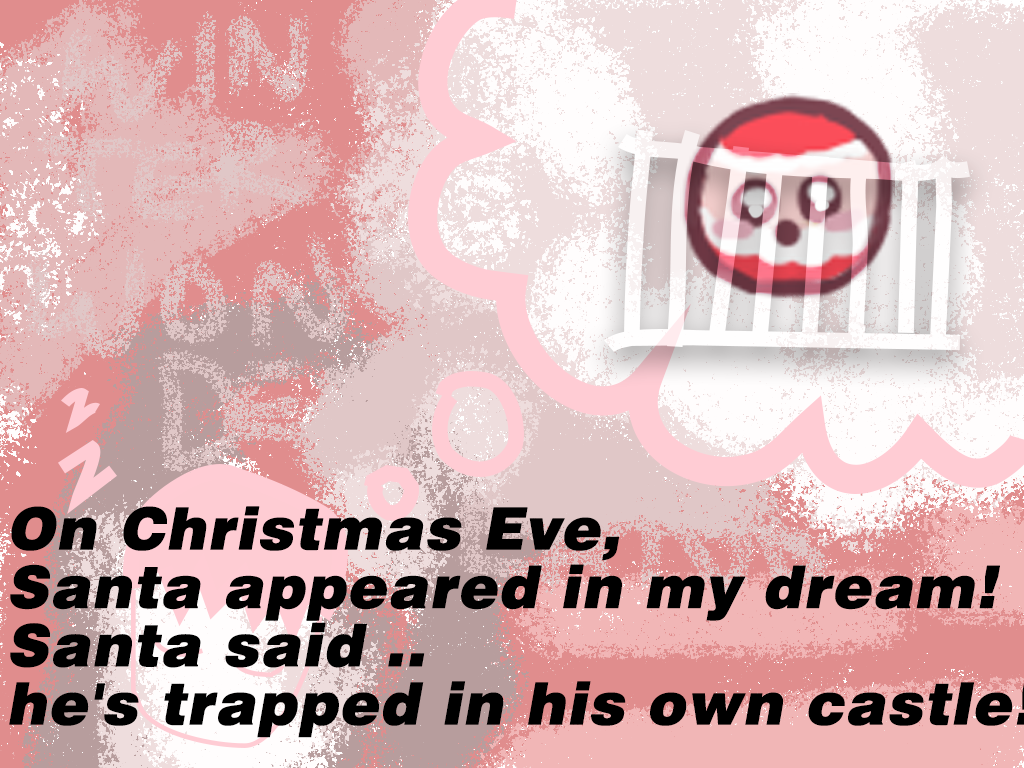 z
z
On Christmas Eve,
Santa appeared in my dream!
Santa said ..
he's trapped in his own castle!